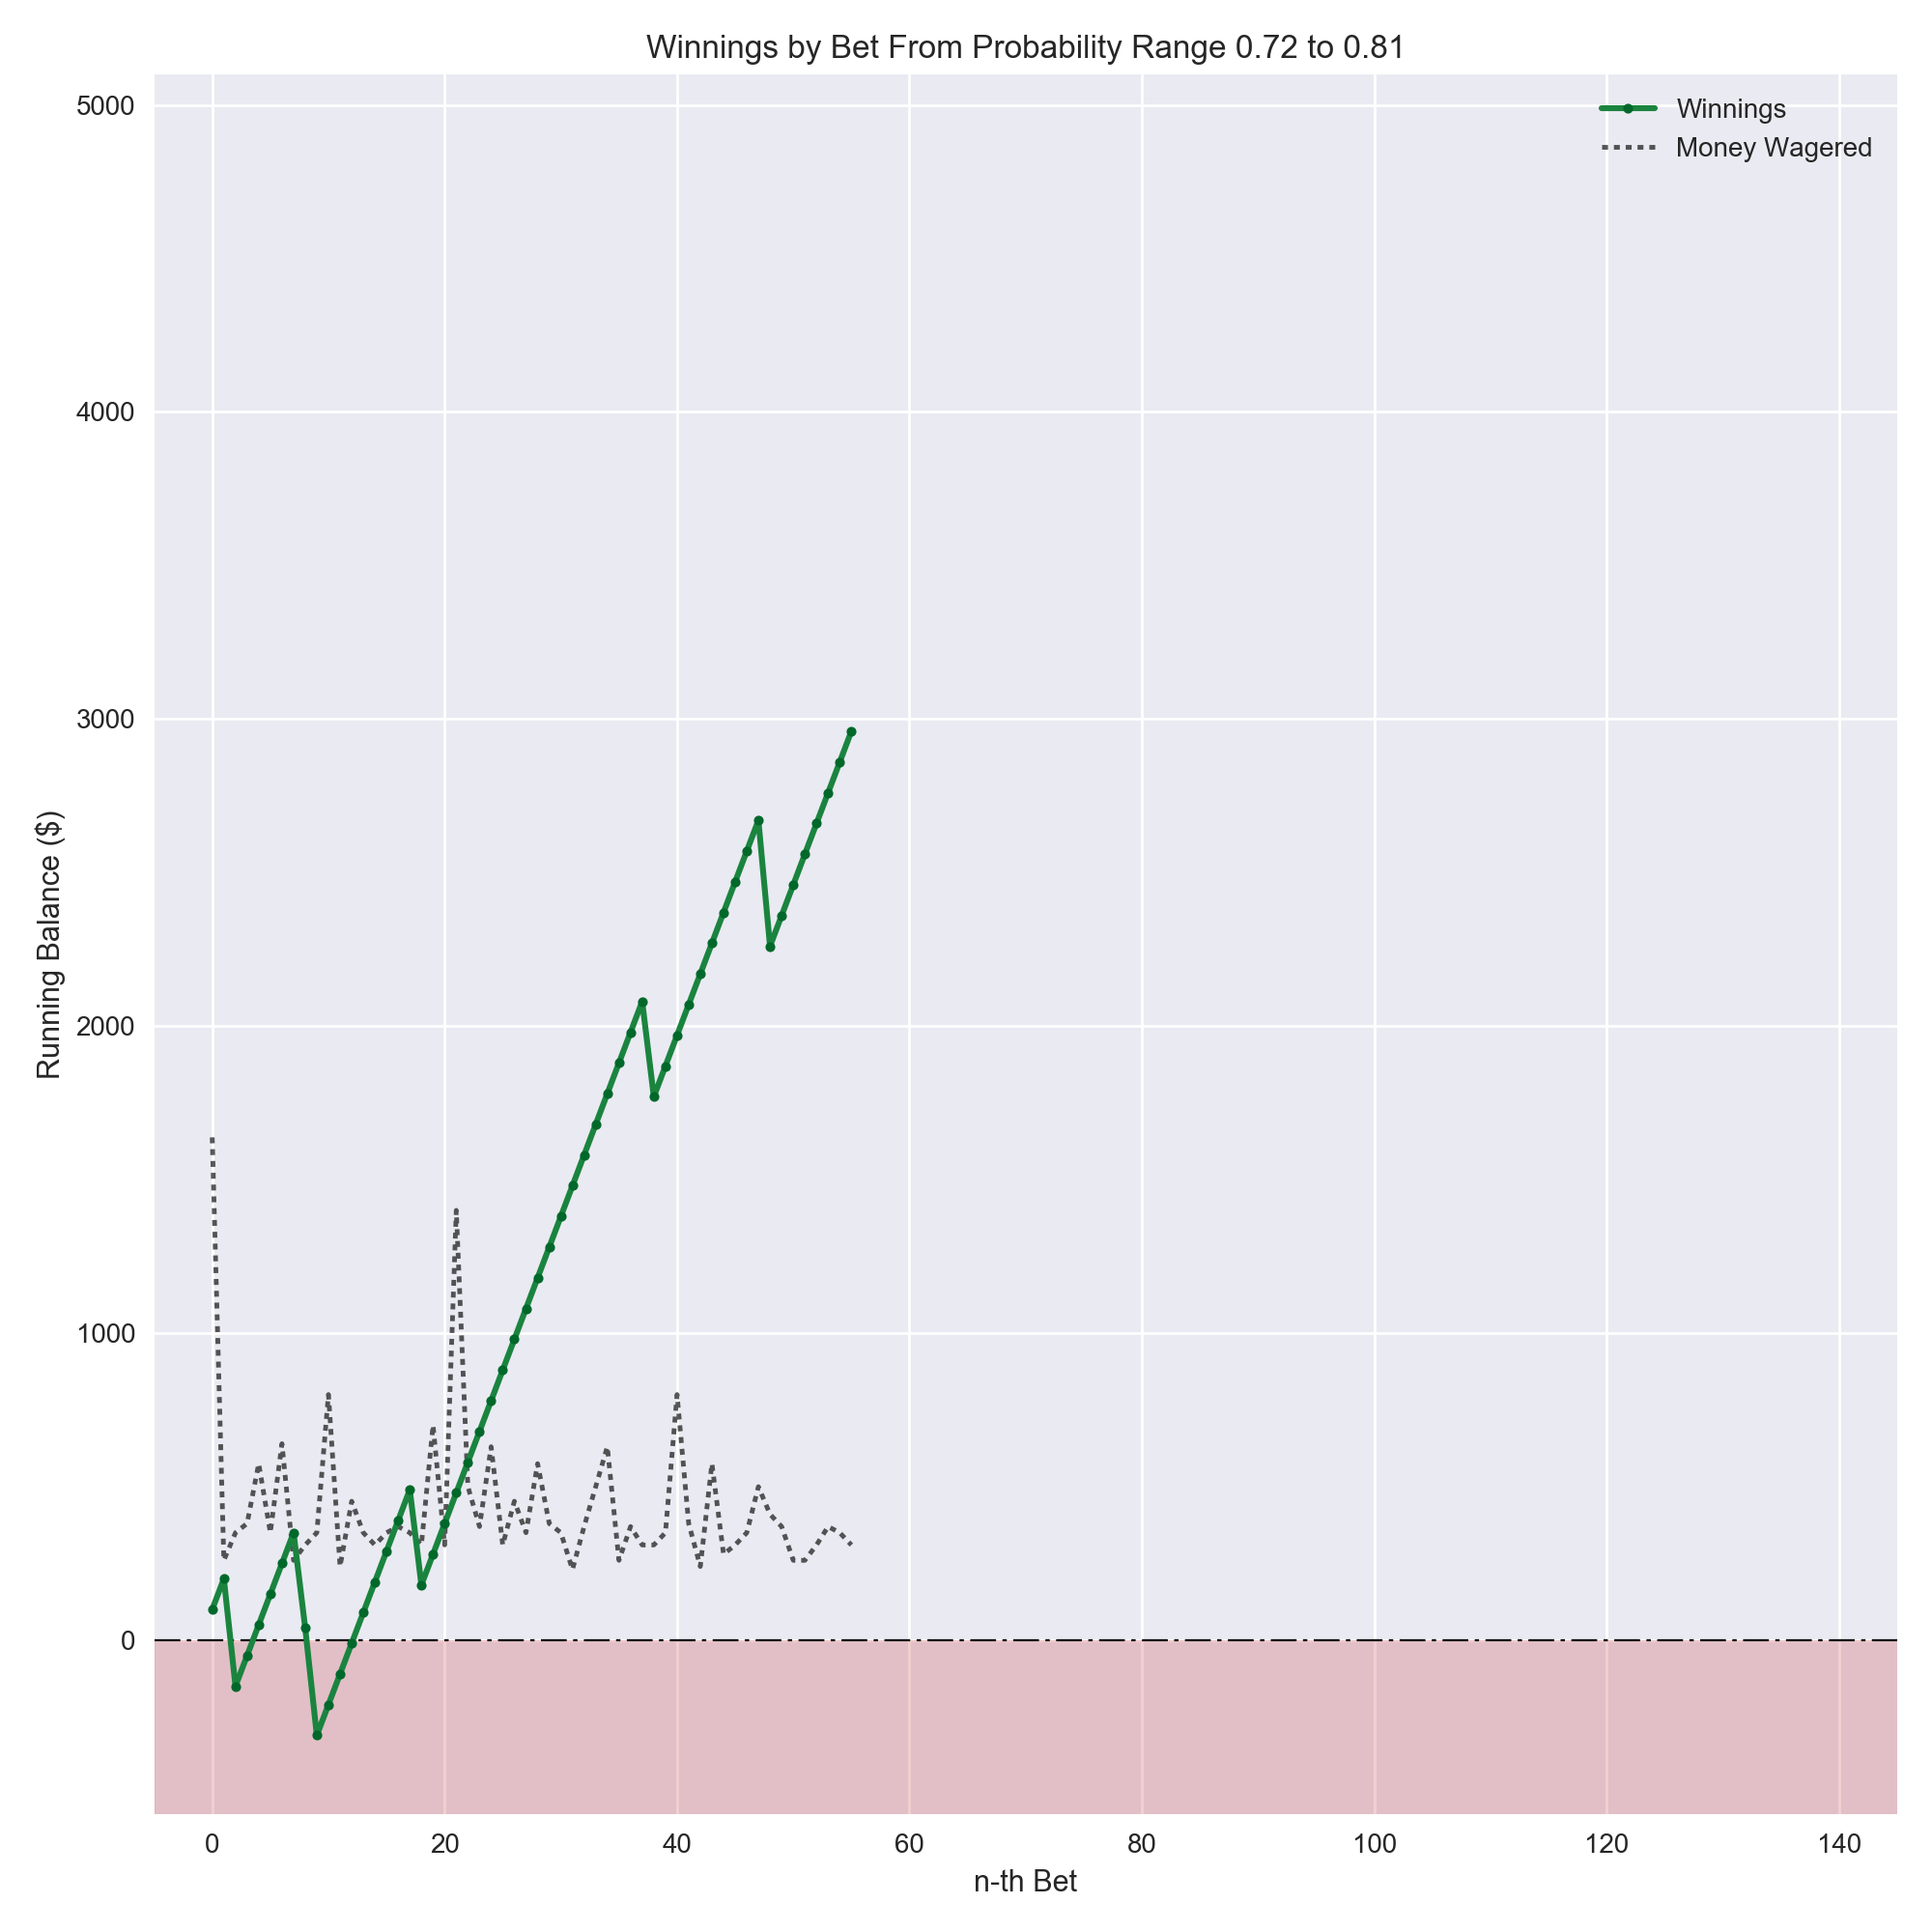 Winnings by Bet From Probability Range 0.72 to 0.81
Winnings
Money Wagered
5000
4000
3000
2000
1000
0
Running Balance ($)
0 20 40 60 80 100 120 140
n-th Bet